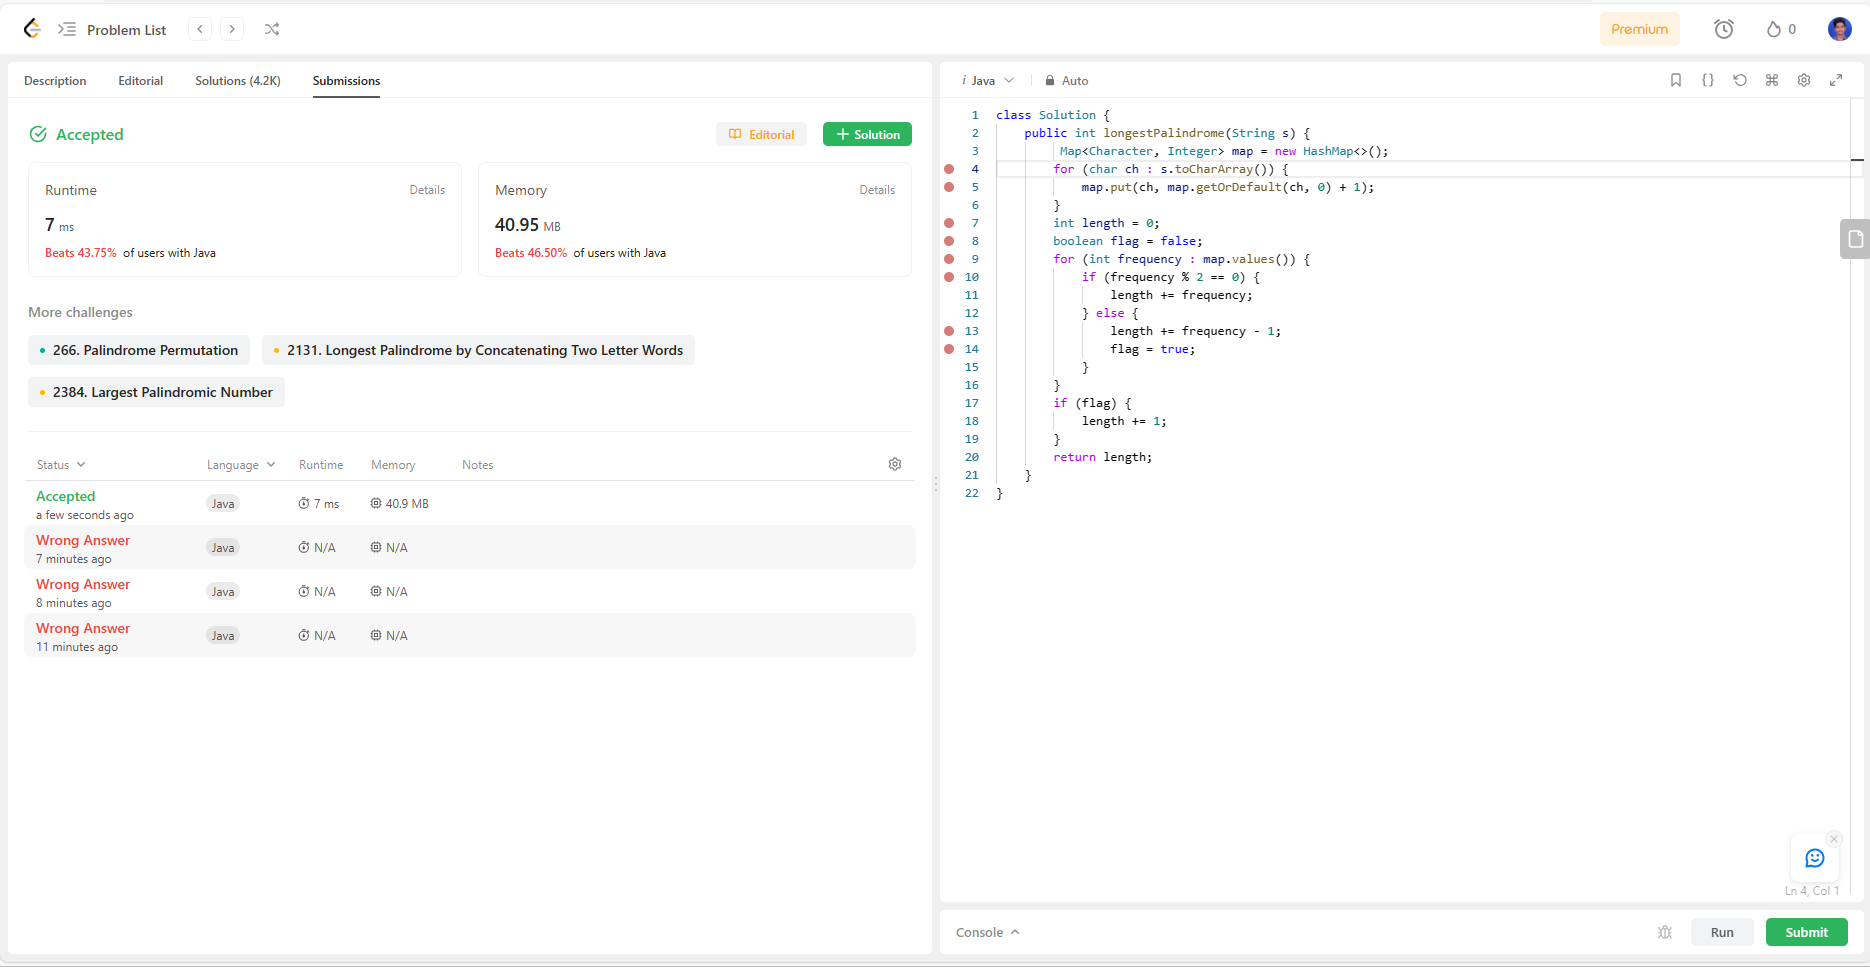 Problem List
Premium
0
Description Editorial Solutions (4.2K) Submissions
Accepted
Editorial
Solution
Runtime Details
7 ms
Beats 43.75% of users with Java
Memory Details
40.95 MB
Beats 46.50% of users with Java
More challenges
266. Palindrome Permutation
2131. Longest Palindrome by Concatenating Two Letter Words
2384. Largest Palindromic Number
Status Language Runtime Memory Notes
Accepted
a few seconds ago
Java 7 ms 40.9 MB
Wrong Answer
7 minutes ago
Java N/A N/A
Wrong Answer
8 minutes ago
Java N/A N/A
Wrong Answer
11 minutes ago
Java N/A N/A
i Java Auto
1 class Solution {
2 public int longestPalindrome(String s) {
3 Map<Character, Integer> map = new HashMap<>();
4 for (char ch : s.toCharArray()) {
5 map.put(ch, map.getOrDefault(ch, 0) + 1);
6 }
7 int length = 0;
8 boolean flag = false;
9 for (int frequency : map.values()) {
10 if (frequency % 2 == 0) {
11 length += frequency;
12 } else {
13 length += frequency - 1;
14 flag = true;
15 }
16 }
17 if (flag) {
18 length += 1;
19 }
20 return length;
21 }
22 }
Ln 4, Col 1
Console
Run
Submit